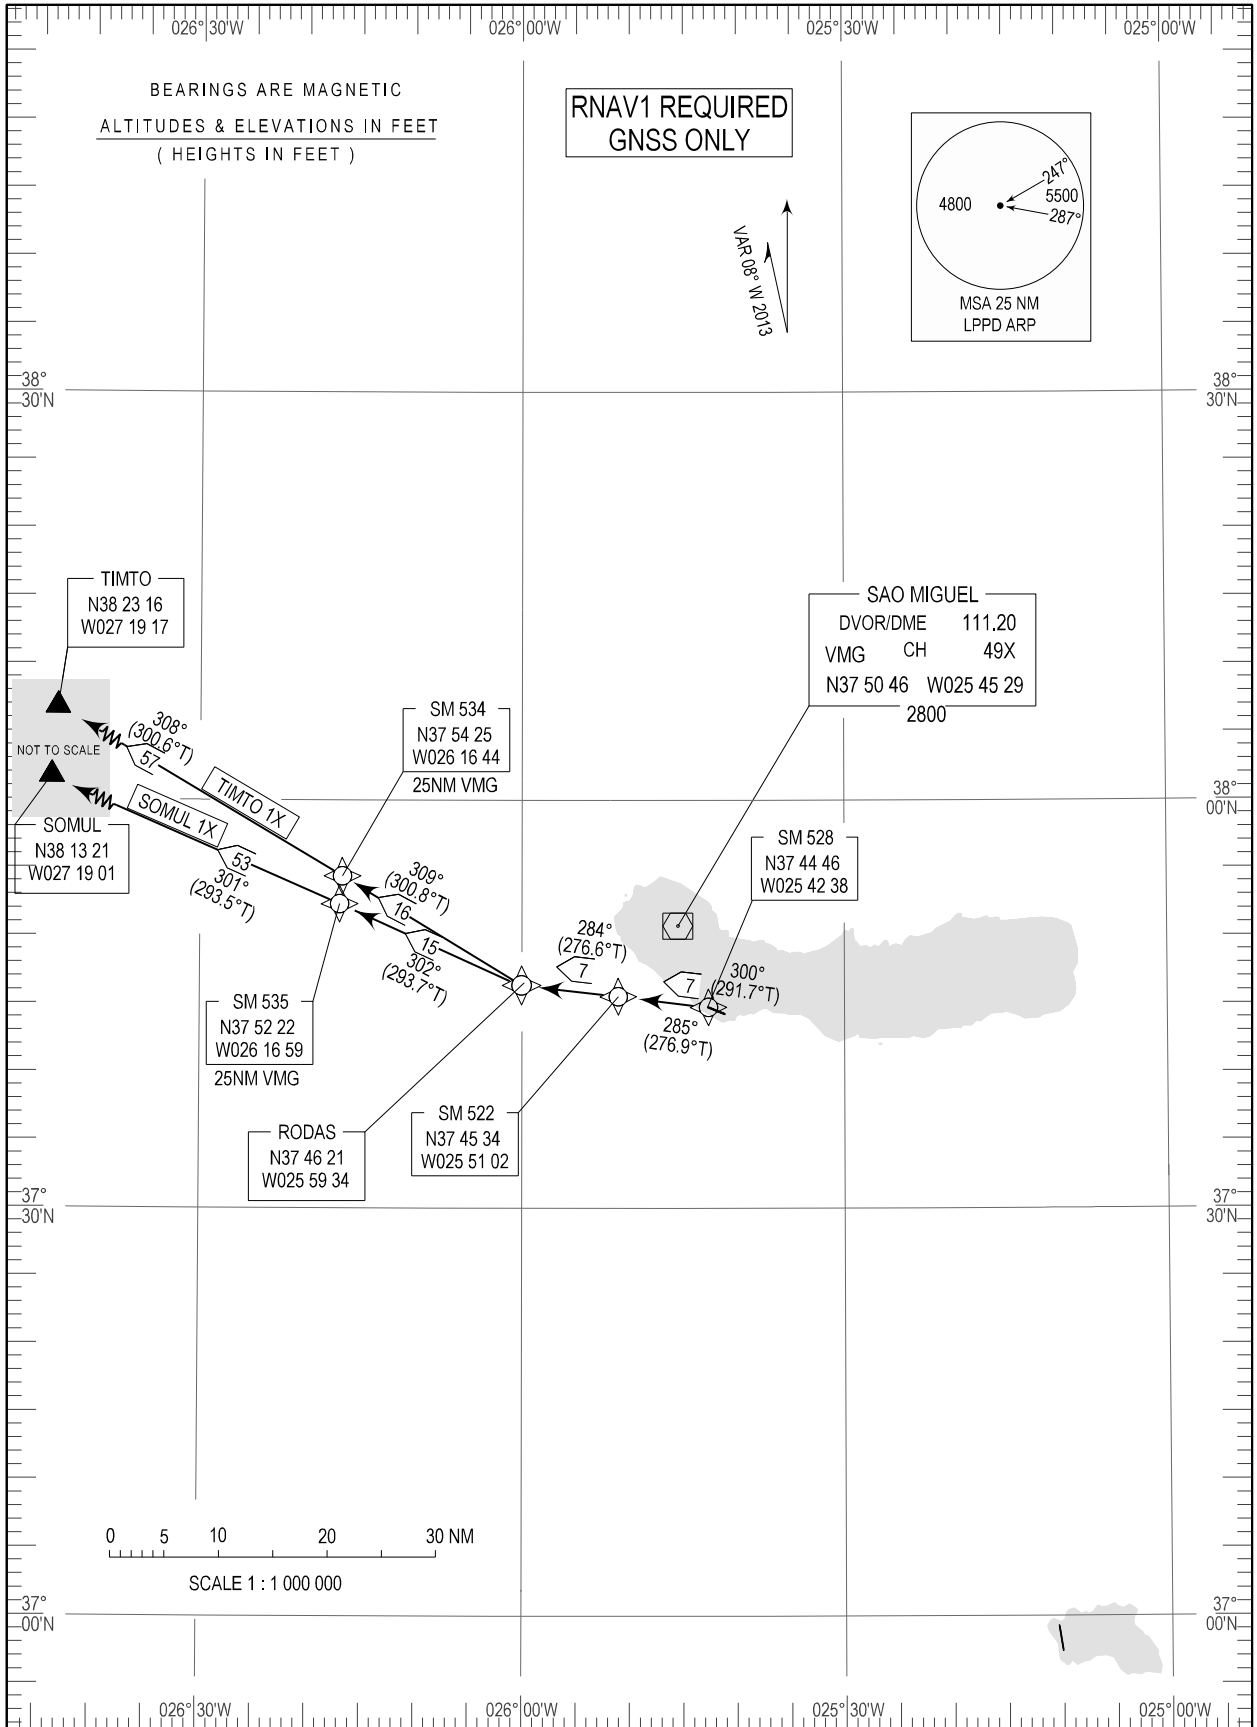 026°30'W
026°00'W
025°30'W
025°00'W
BEARINGS ARE MAGNETIC
ALTITUDES & ELEVATIONS IN FEET
( HEIGHTS IN FEET )
RNAV1 REQUIRED
GNSS ONLY
VAR 08° W 2013
4800
247°
5500
287°
MSA 25 NM
LPPD ARP
38°
30'N
38°
30'N
TIMTO
N38 23 16
W027 19 17
NOT TO SCALE
SOMUL
N38 13 21
W027 19 01
308°
(300.6°T)
57
TIMTO 1X
SOMUL 1X
53
301°
(293.5°T)
SM 534
N37 54 25
W026 16 44
25NM VMG
SAO MIGUEL
DVOR/DME 111.20
VMG CH 49X
N37 50 46 W025 45 29
2800
38°
00'N
SM 528
N37 44 46
W025 42 38
309°
(300.8°T)
16
15
302°
(293.7°T)
284°
(276.6°T)
7
7
300°
(291.7°T)
285°
(276.9°T)
SM 535
N37 52 22
W026 16 59
25NM VMG
RODAS
N37 46 21
W025 59 34
SM 522
N37 45 34
W025 51 02
37°
30'N
37°
30'N
0 5 10 20 30 NM
SCALE 1 : 1 000 000
37°
00'N
37°
00'N
026°30'W
026°00'W
025°30'W
025°00'W